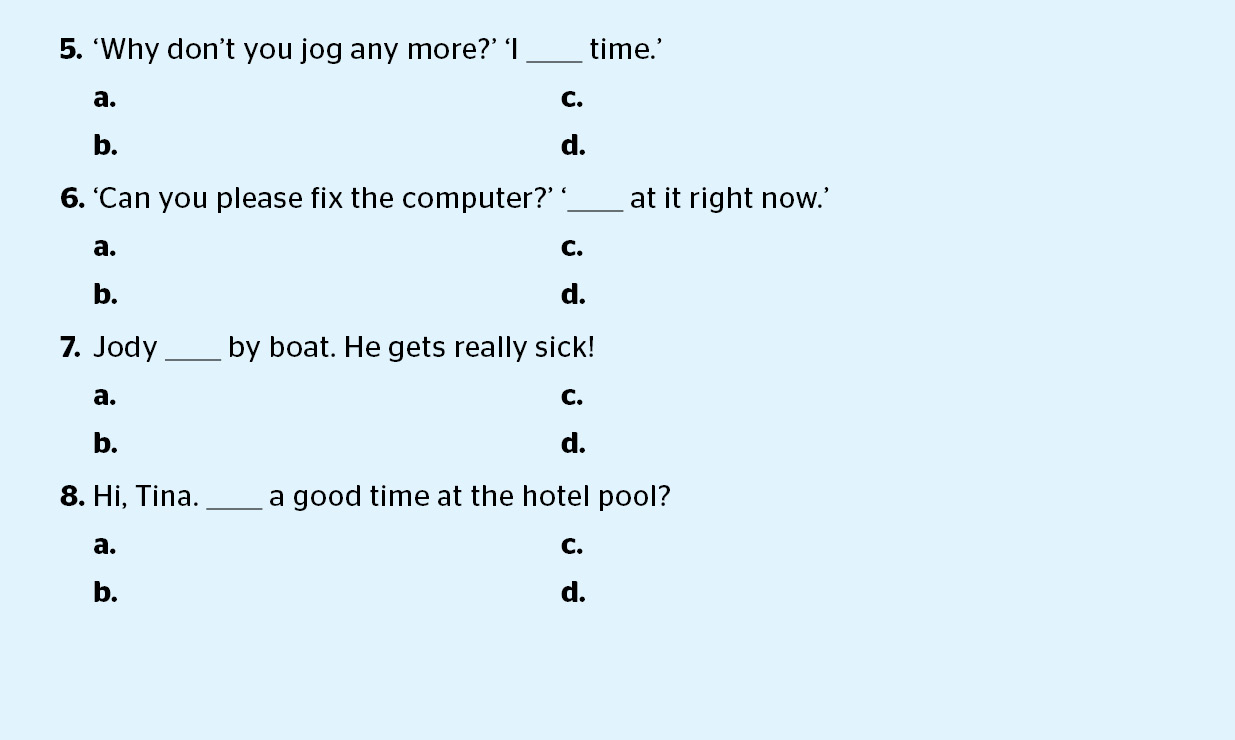 5. ‘Why don’t you jog any more?’ ‘I ____ time.’
a. c.
b. d.
6. ‘Can you please fix the computer?’ ‘____ at it right now.’
a. c.
b. d.
7. Jody ____ by boat. He gets really sick!
a. c.
b. d.
8. Hi, Tina. ____ a good time at the hotel pool?
a. c.
b. d.